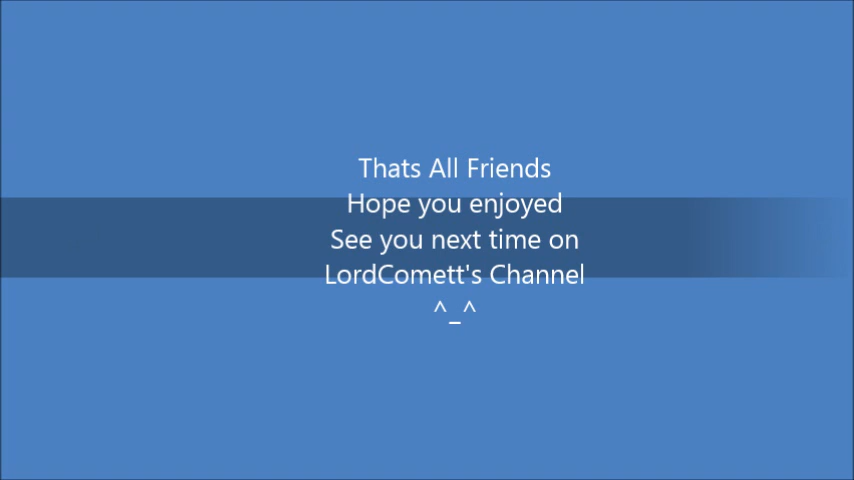 Thats All Friends
Hope you enjoyed
See you next time on
LordComett's Channel
^_^